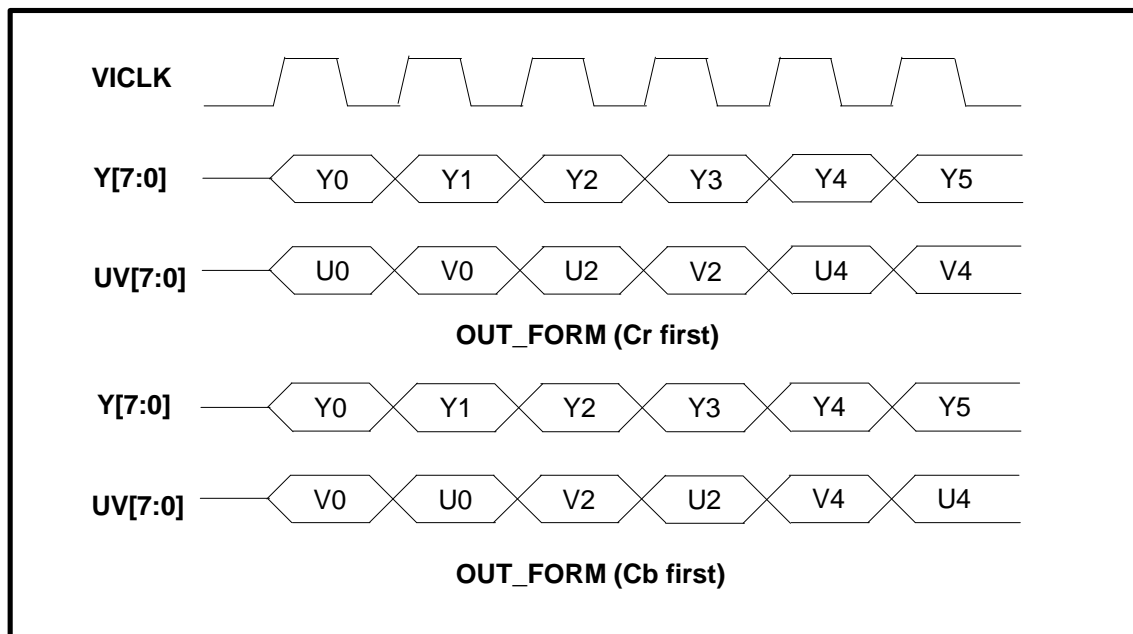 VICLK
Y[7:0] Y0 Y1 Y2 Y3 Y4 Y5
UV[7:0] U0 V0 U2 V2 U4 V4
OUT_FORM (Cr first)
Y[7:0] Y0 Y1 Y2 Y3 Y4 Y5
UV[7:0] V0 U0 V2 U2 V4 U4
OUT_FORM (Cb first)